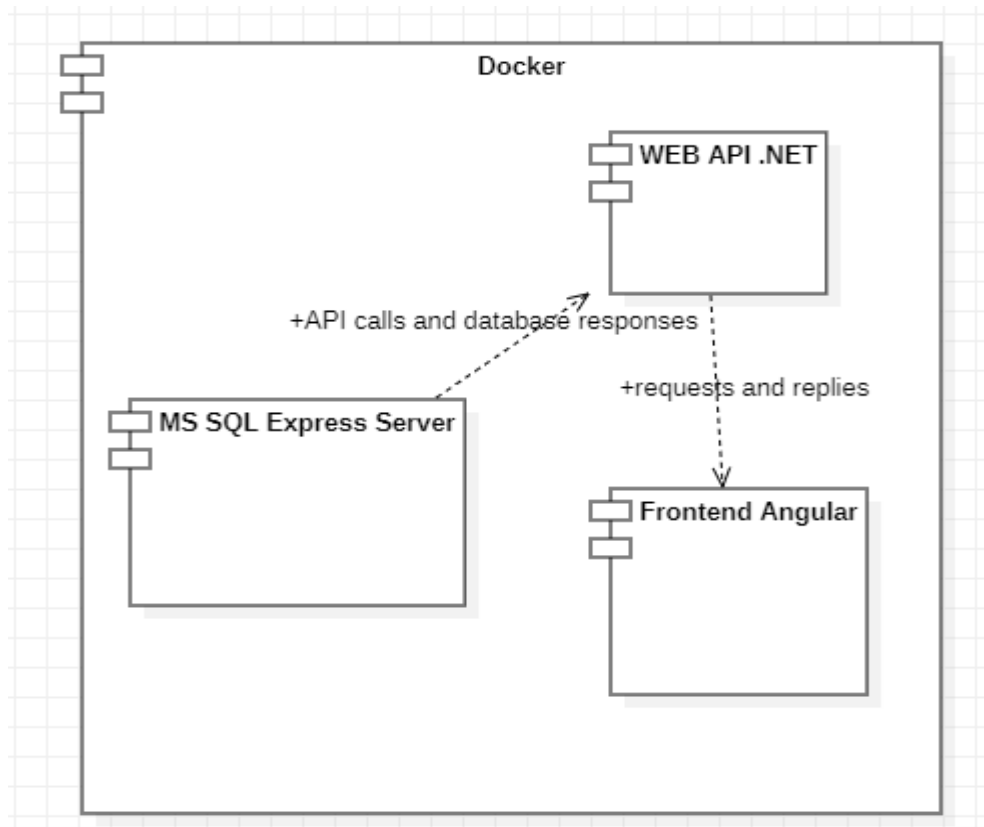 Docker
WEB API .NET
+API calls and database responses
+requests and replies
MS SQL Express Server
Frontend Angular